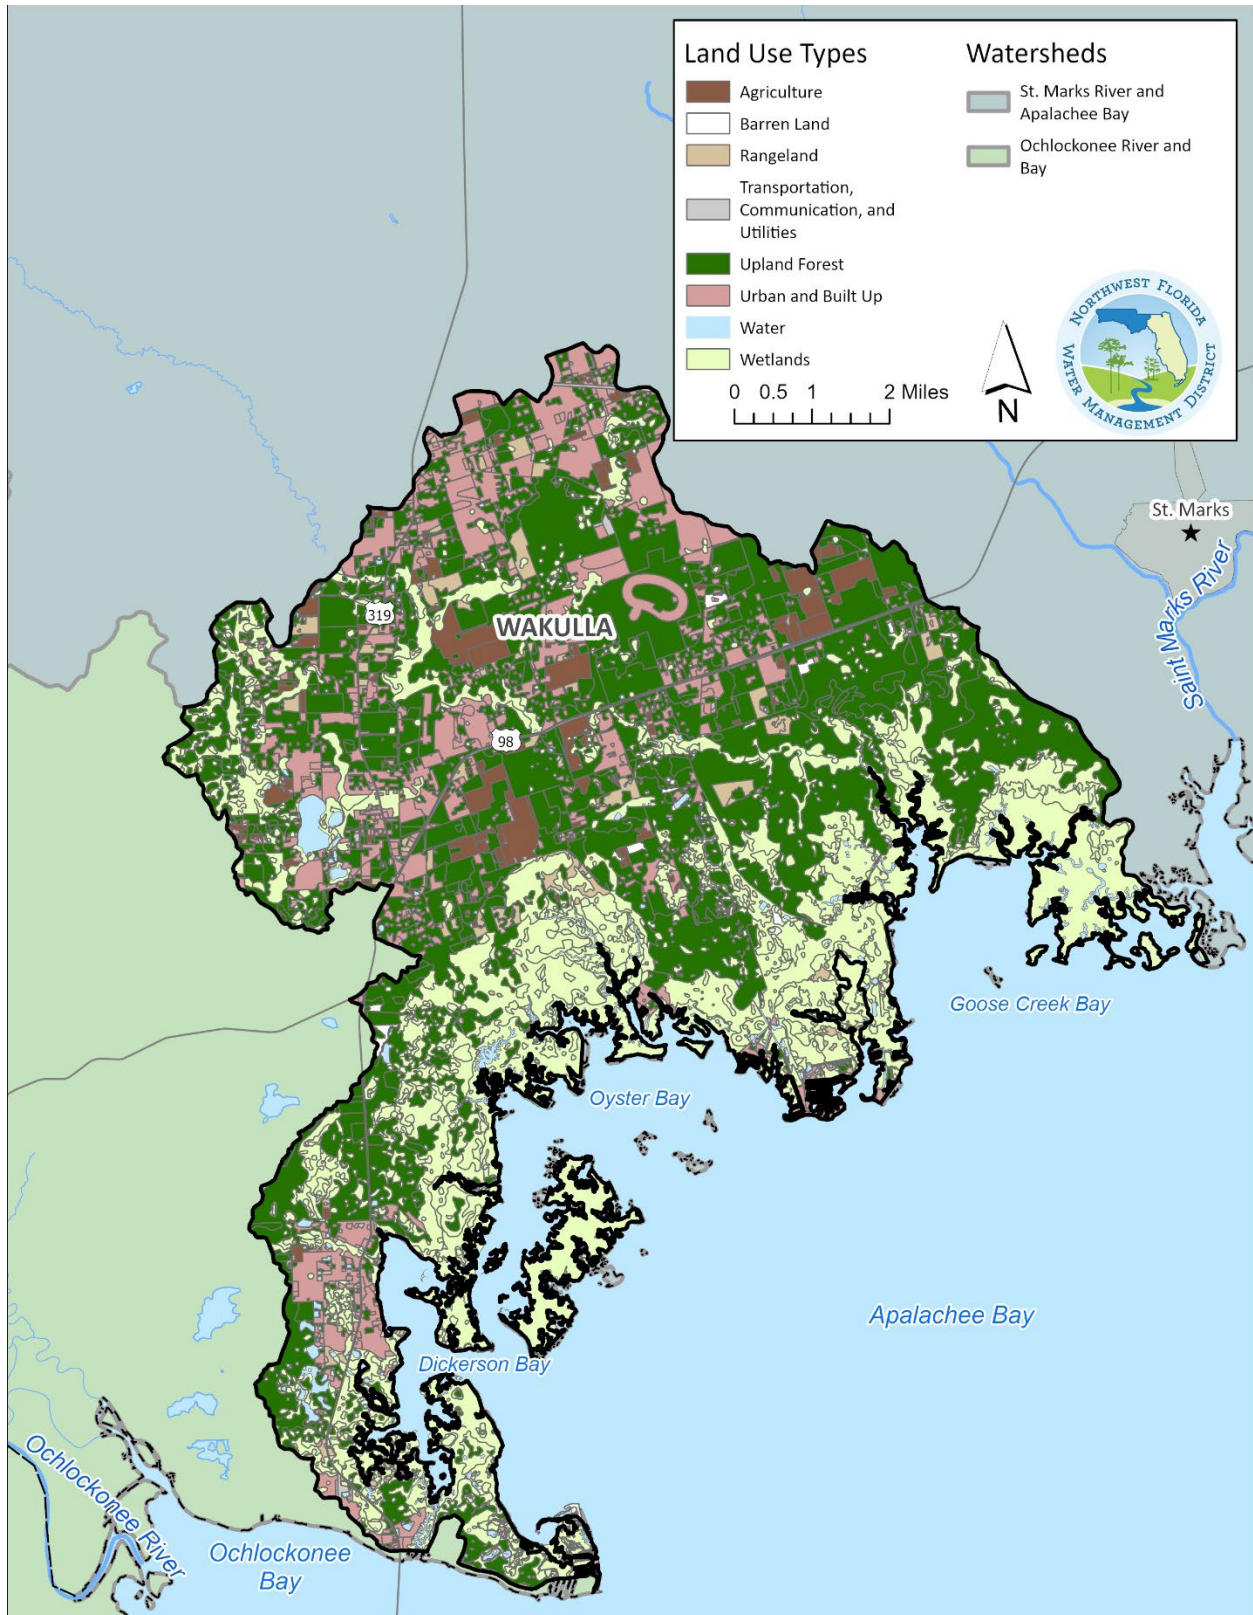 Land Use Types
Agriculture
Barren Land
Rangeland
Transportation,
Communication, and
Utilities
Upland Forest
Urban and Built Up
Water
Wetlands
Watersheds
St. Marks River and
Apalachee Bay
Ochlockonee River and
Bay
0 0.5 1 2 Miles
N
NORTHWEST FLORIDA
WATER MANAGEMENT DISTRICT
St. Marks
Saint Marks River
319
WAKULLA
98
Goose Creek Bay
Oyster Bay
Apalachee Bay
Dickerson Bay
Ochlockonee River
Ochlockonee
Bay